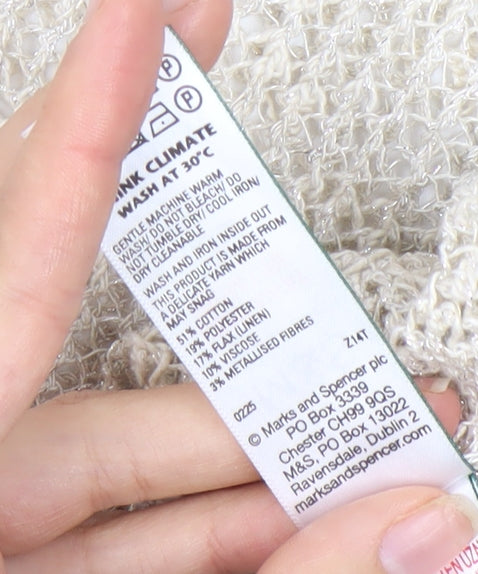 P
P
INK CLIMATE
WASH AT 30°C
GENTLE MACHINE WARM
WASH/ DO NOT BLEACH/ DO
NOT TUMBLE DRY/ COOL IRON/
DRY CLEANABLE
WASH AND IRON INSIDE OUT
THIS PRODUCT IS MADE FROM
A DELICATE YARN WHICH
MAY SNAG
51% COTTON
19% POLYESTER
17% FLAX (LINEN)
10% VISCOSE
3% METALLISED FIBRES
0225 Z14T
© Marks and Spencer plc
PO Box 3339
Chester CH99 9QS
M&S, PO Box 13022
Ravensdale, Dublin 2
marksandspencer.com